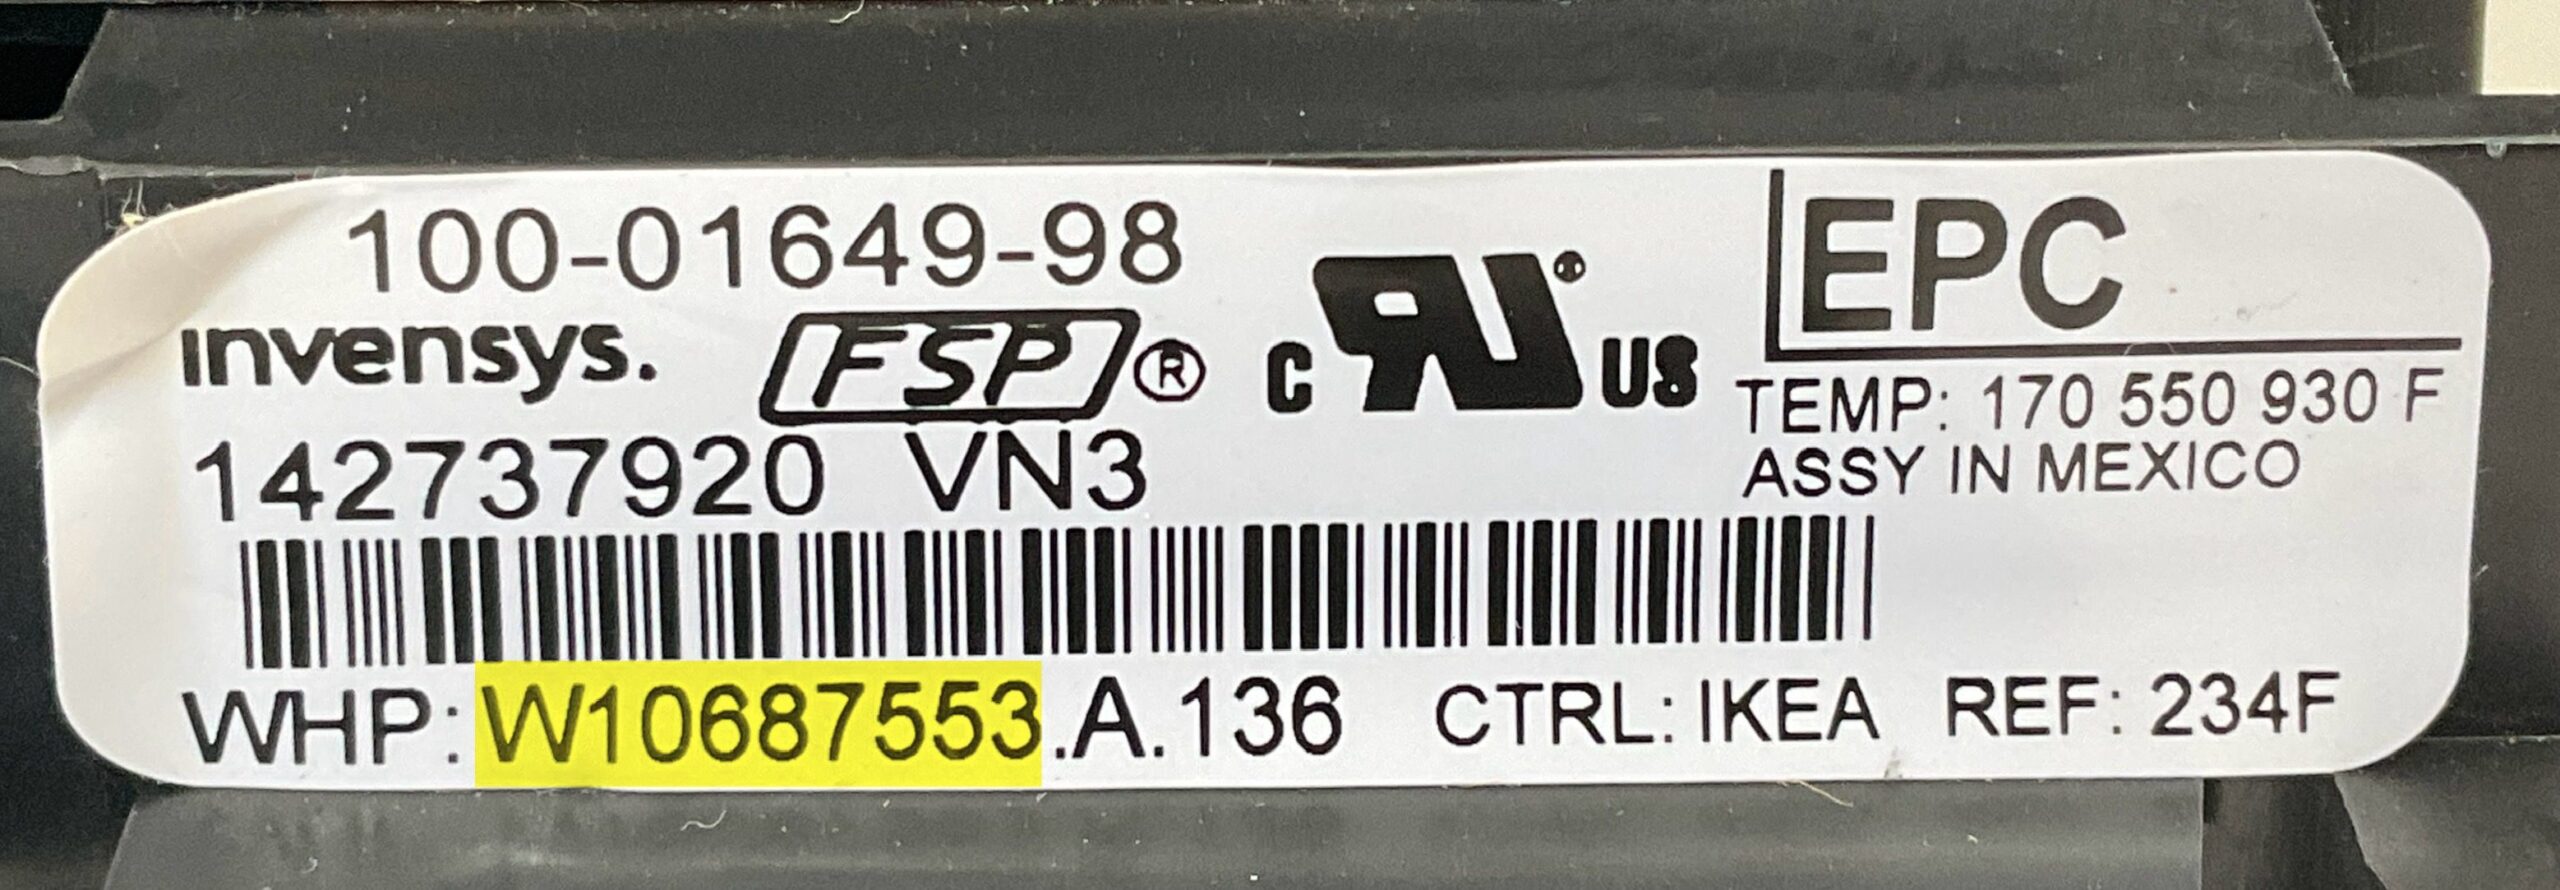 100-01649-98
invensys. FSP® c RU® US EPC
TEMP: 170 550 930 F
142737920 VN3 ASSY IN MEXICO
WHP: W10687553.A.136 CTRL: IKEA REF: 234F